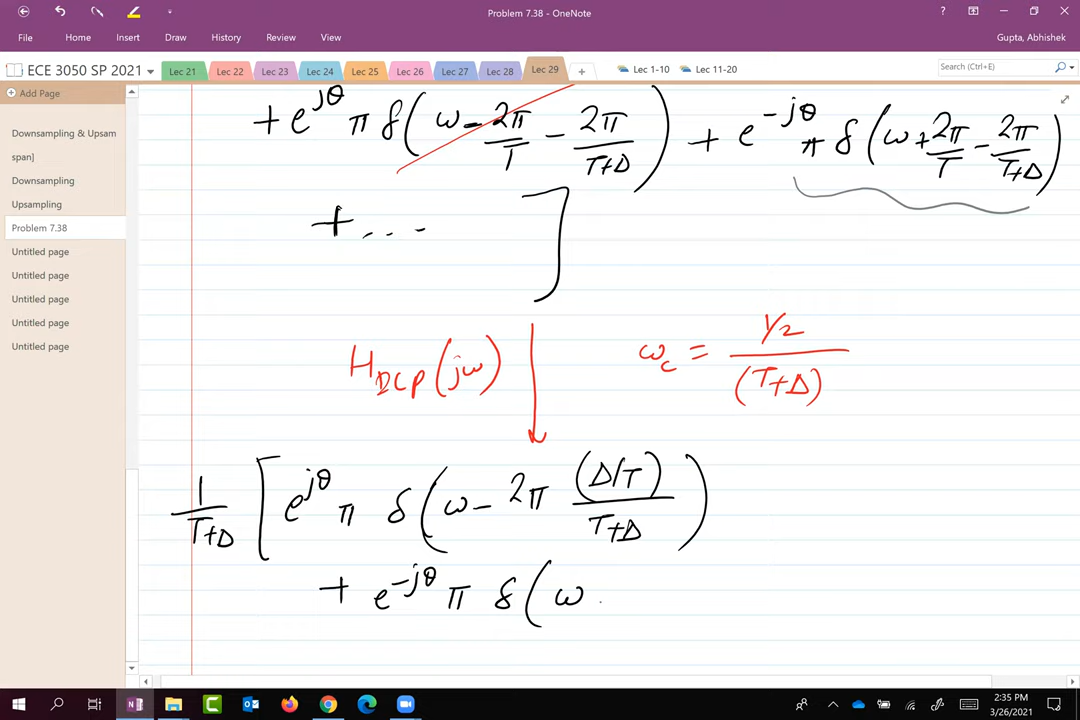 Problem 7.38 - OneNote
?
File Home Insert Draw History Review View
Gupta, Abhishek
ECE 3050 SP 2021
Lec 21 Lec 22 Lec 23 Lec 24 Lec 25 Lec 26 Lec 27 Lec 28 Lec 29 + Lec 1-10 Lec 11-20
Search (Ctrl+E)
Add Page
Downsampling & Upsam
span]
Downsampling
Upsampling
Problem 7.38
Untitled page
Untitled page
Untitled page
Untitled page
Untitled page
+ e^{jθ} π δ(ω - 2π/T - 2π/(T+Δ)) + e^{-jθ} π δ(ω + 2π/T - 2π/(T+Δ))
+ ... ]
H_{DCP}(jω) ω_c = (1/2)/(T+Δ)
1/(T+Δ) [ e^{jθ} π δ(ω - 2π (Δ/T)/(T+Δ))
+ e^{-jθ} π δ(ω
2:35 PM
3/26/2021